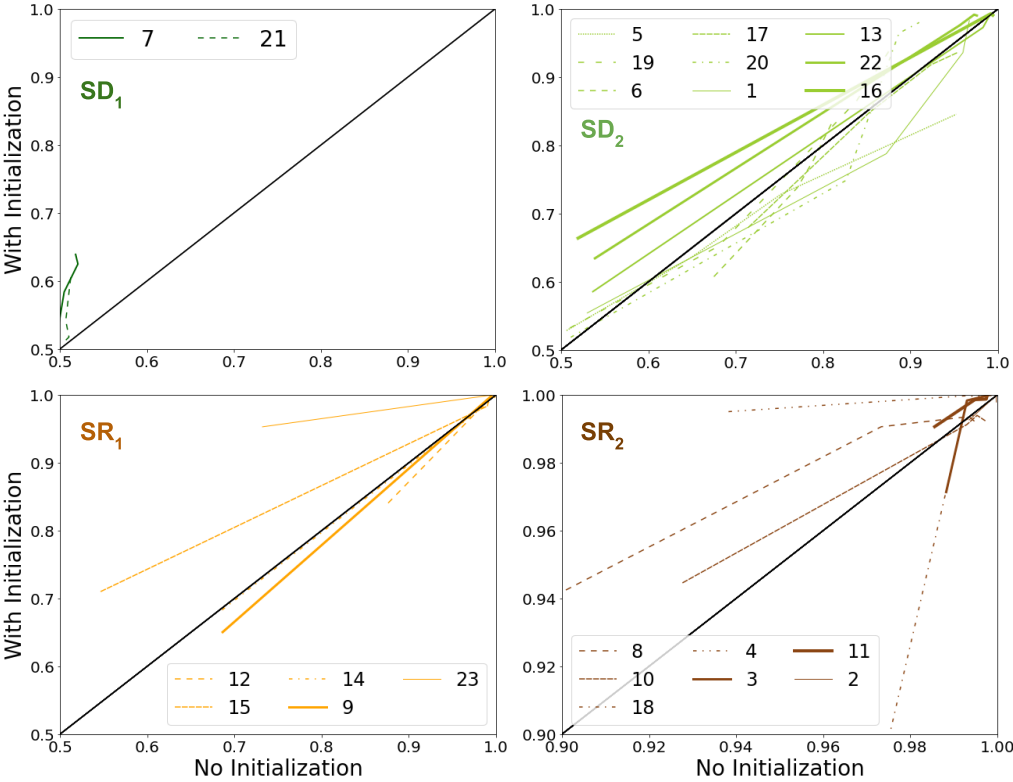 With Initialization
1.0
0.9
0.8
0.7
0.6
0.5
0.5 0.6 0.7 0.8 0.9 1.0
7 21
SD1
1.0
0.9
0.8
0.7
0.6
0.5
0.5 0.6 0.7 0.8 0.9 1.0
5 17 13
19 20 22
6 1 16
SD2
With Initialization
1.0
0.9
0.8
0.7
0.6
0.5
0.5 0.6 0.7 0.8 0.9 1.0
SR1
12 14 23
15 9
No Initialization
1.00
0.98
0.96
0.94
0.92
0.90
0.90 0.92 0.94 0.96 0.98 1.00
SR2
8 4 11
10 3 2
18
No Initialization